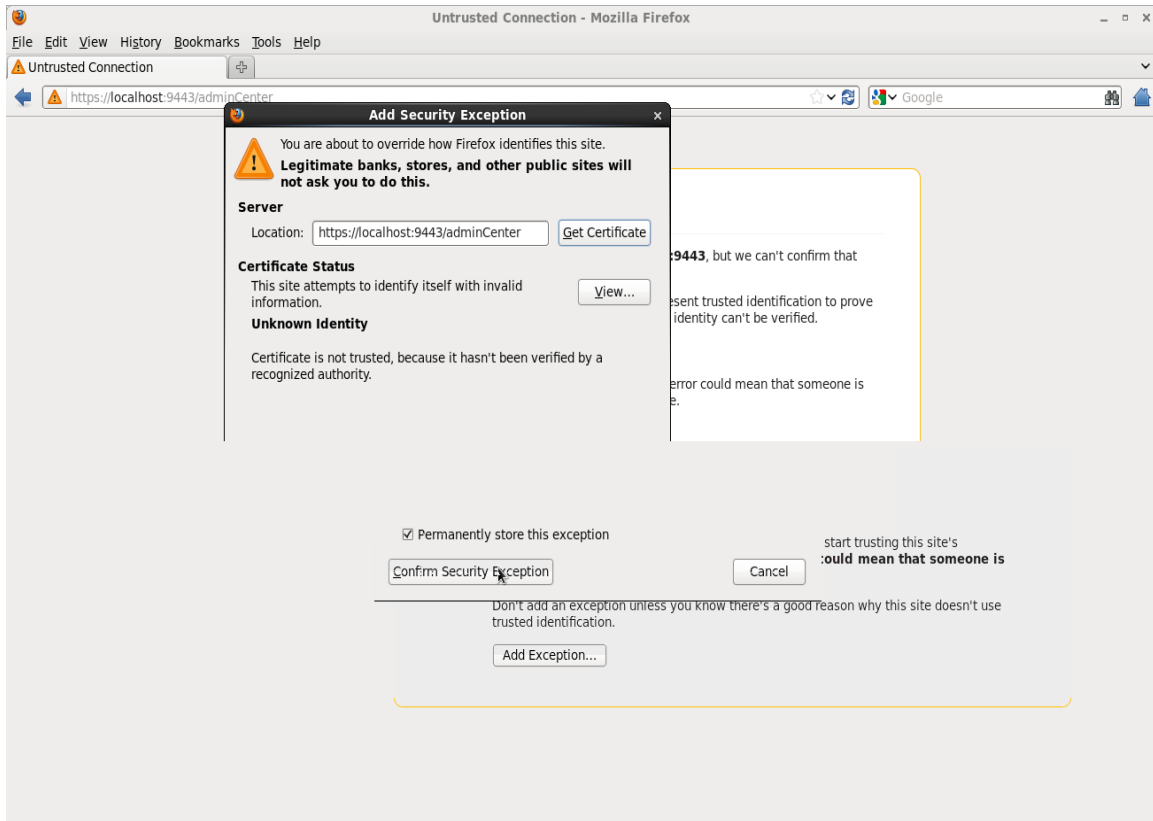 Untrusted Connection - Mozilla Firefox
File Edit View History Bookmarks Tools Help
Untrusted Connection
https://localhost:9443/adminCenter
Google
Add Security Exception
You are about to override how Firefox identifies this site.
Legitimate banks, stores, and other public sites will
not ask you to do this.
Server
Location: https://localhost:9443/adminCenter Get Certificate
:9443, but we can't confirm that
Certificate Status
This site attempts to identify itself with invalid
information.
View...
esent trusted identification to prove
identity can't be verified.
Unknown Identity
Certificate is not trusted, because it hasn't been verified by a
recognized authority.
error could mean that someone is
e.
Permanently store this exception
start trusting this site's
could mean that someone is
Confirm Security Exception Cancel
Don't add an exception unless you know there's a good reason why this site doesn't use
trusted identification.
Add Exception...